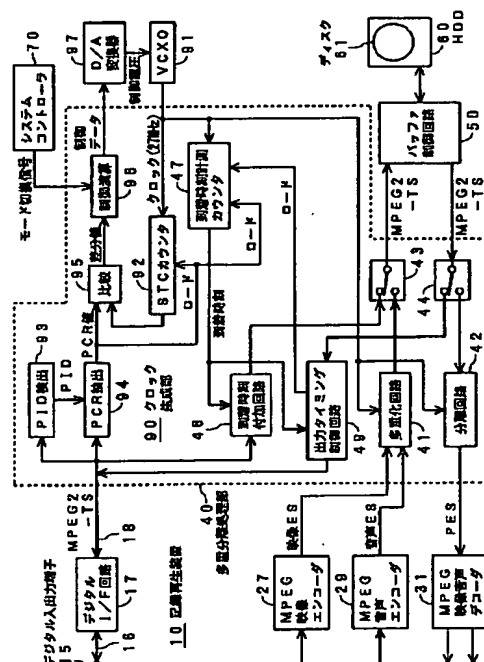 70
システム
コントローラ
モード切換信号
97
D/A
変換器
制御電圧
91
VCXO
制御データ
96
制御演算
差分値
95
比較
クロック(27MHz)
92
STCカウンタ
ロード
47
到着時刻計測
カウンタ
ロード
ロード
ディスク
61
60
HDD
50
バッファ
制御回路
MPEG2
-TS
MPEG2
-TS
93
PID検出
PID
PCR値
PCR抽出
94
90 クロック
生成部
到着時刻
48
到着時刻
付加回路
出力タイミング
制御回路
49
43
44
多重化回路
41
42
分離回路
MPEG2
-TS
18
40
多重分離処理部
映像ES
音声ES
PES
デジタル入出力端子
15
16
デジタル
I/F回路
17
10 記録再生装置
27
MPEG
映像
エンコーダ
29
MPEG
音声
エンコーダ
31
MPEG
映像音声
デコーダ